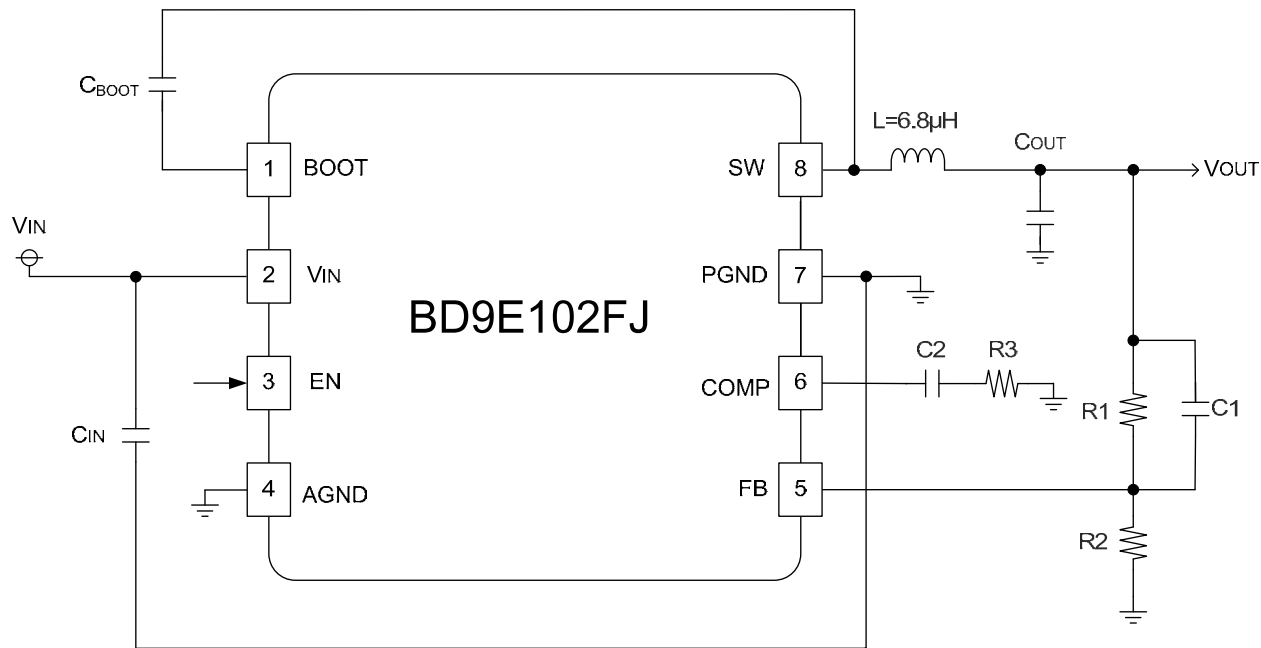 CBOOT
L=6.8µH
COUT
1 BOOT
SW 8
VOUT
VIN
2 VIN
PGND 7
BD9E102FJ
C2
R3
3 EN
COMP 6
R1
C1
CIN
4 AGND
FB 5
R2